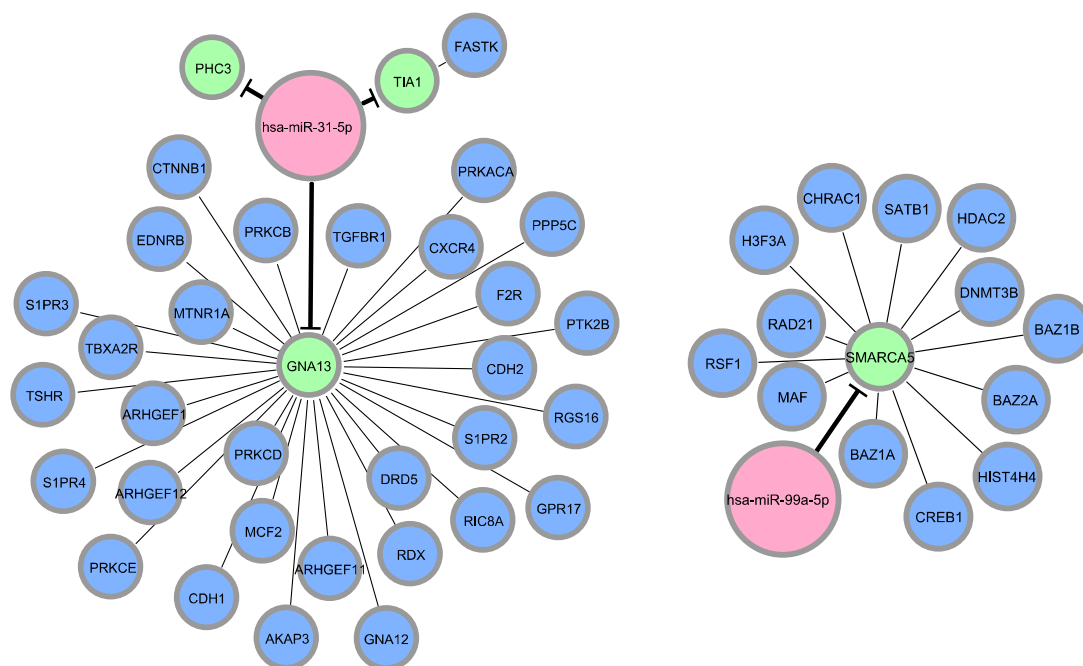 FASTK
PHC3
TIA1
hsa-miR-31-5p
CTNNB1
PRKACA
EDNRB
PRKCB
TGFBR1
CXCR4
PPP5C
S1PR3
MTNR1A
F2R
TBXA2R
PTK2B
GNA13
CDH2
TSHR
ARHGEF1
RGS16
S1PR2
PRKCD
S1PR4
ARHGEF12
DRD5
GPR17
MCF2
RIC8A
PRKCE
RDX
ARHGEF11
CDH1
AKAP3
GNA12
CHRAC1
SATB1
HDAC2
H3F3A
DNMT3B
RAD21
BAZ1B
SMARCA5
RSF1
MAF
BAZ2A
BAZ1A
HIST4H4
hsa-miR-99a-5p
CREB1